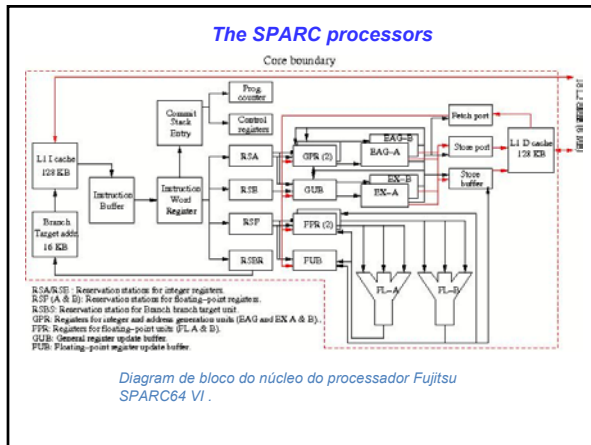 The SPARC processors
Core boundary
Prog.
counter
Control
registers
Commit
Stack
Entry
L1 I cache
128 KB
Instruction
Buffer
Instruction
Word
Register
Branch
Target addr.
16 KB
RSA
RSB
RSF
RSBR
GPR (2)
GUB
FPR (2)
FUB
EAG-B
EAG-A
EX-B
EX-A
Fetch port
Store port
Store
buffer
L1 D cache
128 KB
FL-A
FL-B
RSA/RSB : Reservation stations for integer registers.
RSF (A & B): Reservation stations for floating-point registers.
RSBS: Reservation station for Branch branch target unit.
GPR: Registers for integer and address generation units (EAG and EX A & B)..
FPR: Registers for floating-point units (FL A & B).
GUB: General register update buffer.
FUB: Floating-point register update buffer.
Diagram de bloco do núcleo do processador Fujitsu
SPARC64 VI .